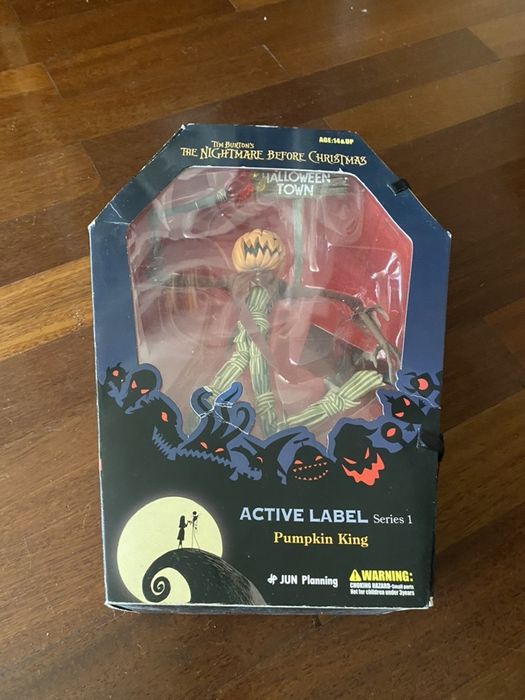 AGE:14&UP
TIM BURTON'S
THE NIGHTMARE BEFORE CHRISTMAS
HALLOWEEN
TOWN
ACTIVE LABEL Series 1
Pumpkin King
JP JUN Planning
WARNING:
CHOKING HAZARD-Small parts
Not for children under 3years